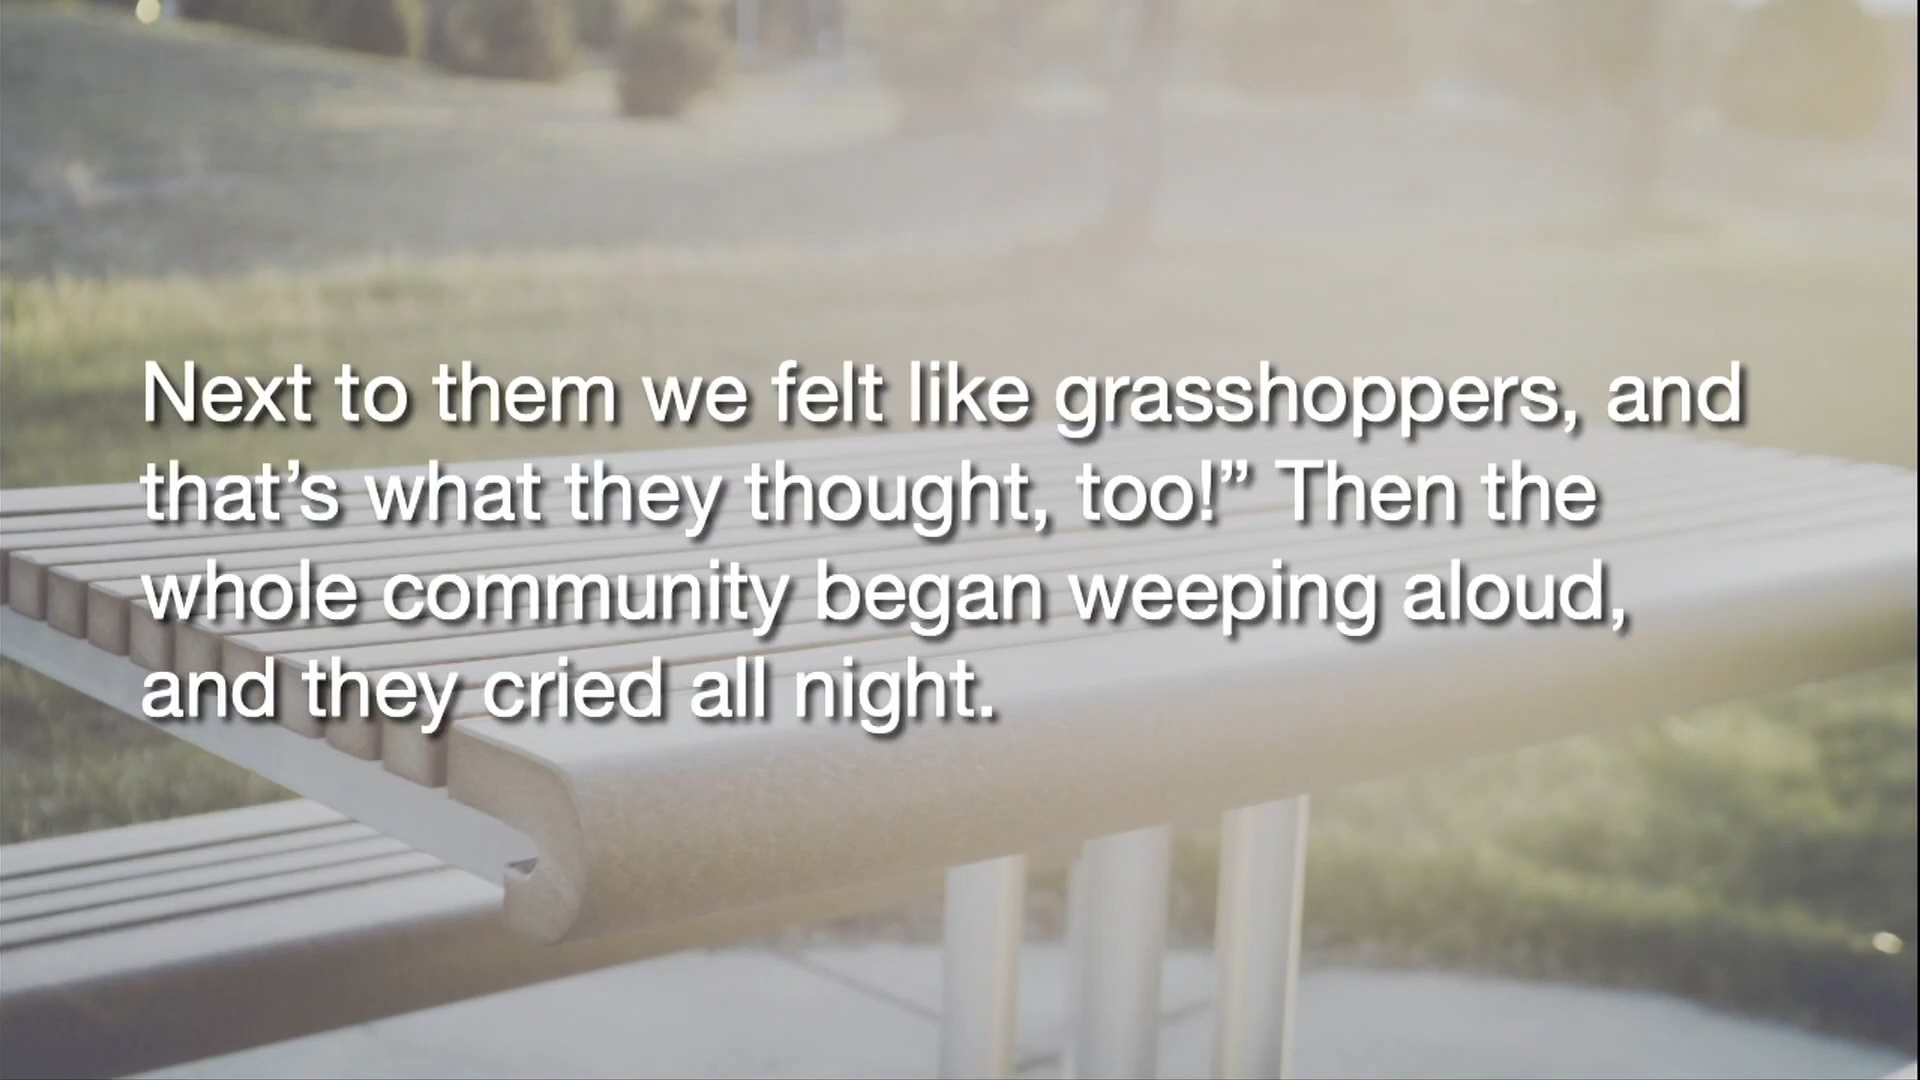 Next to them we felt like grasshoppers, and
that’s what they thought, too!” Then the
whole community began weeping aloud,
and they cried all night.